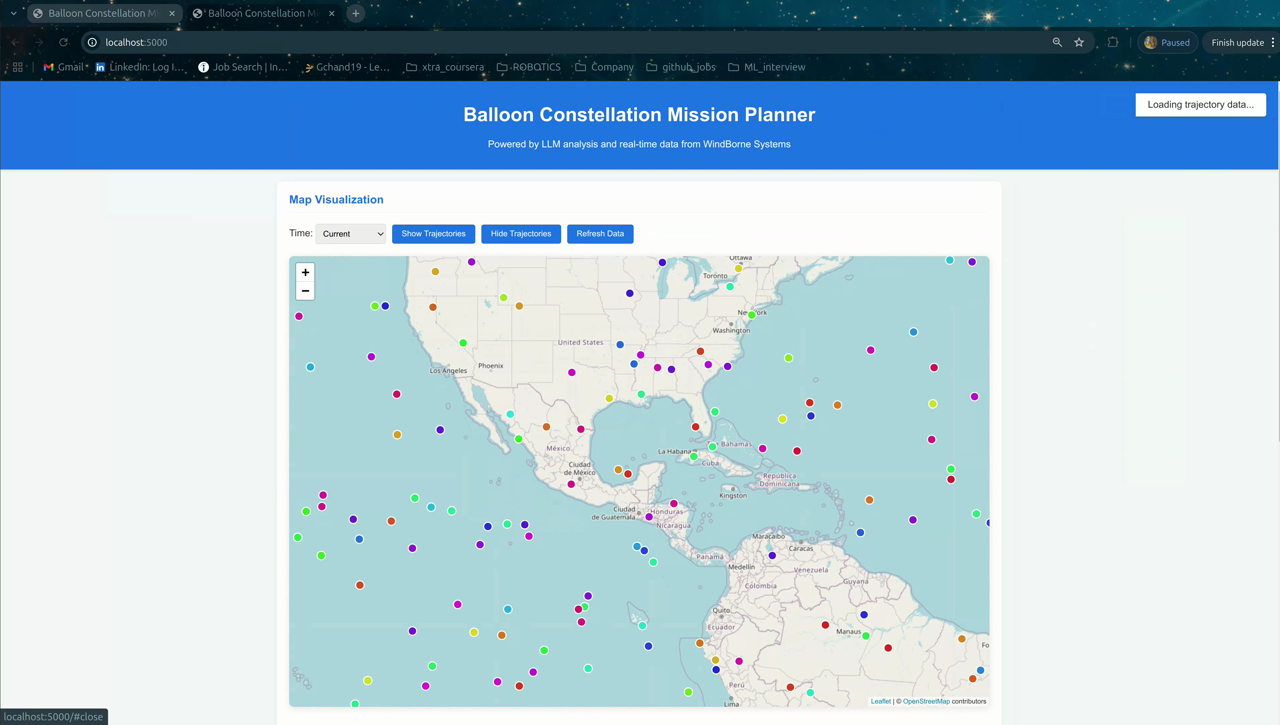 Balloon Constellation Mi
Balloon Constellation M
localhost:5000
Paused
Finish update
Gmail
LinkedIn: Log I...
Job Search | In...
Gchand19 - Le...
xtra_coursera
ROBOTICS
Company
github_jobs
ML_interview
Balloon Constellation Mission Planner
Powered by LLM analysis and real-time data from WindBorne Systems
Loading trajectory data...
Map Visualization
Time:
Current
Show Trajectories
Hide Trajectories
Refresh Data
+
−
Ottawa
Toronto
New York
Washington
United States
Los Angeles
Phoenix
México
Ciudad
de México
La Habana
Cuba
Bahamas
Kingston
República
Dominicana
Ciudad
de Guatemala
Honduras
Nicaragua
Panamá
Maracaibo
Caracas
Medellín
Venezuela
Colombia
Guyana
Quito
Ecuador
Manaus
Fo
Perú
Lima
Leaflet | © OpenStreetMap contributors
localhost:5000/#close